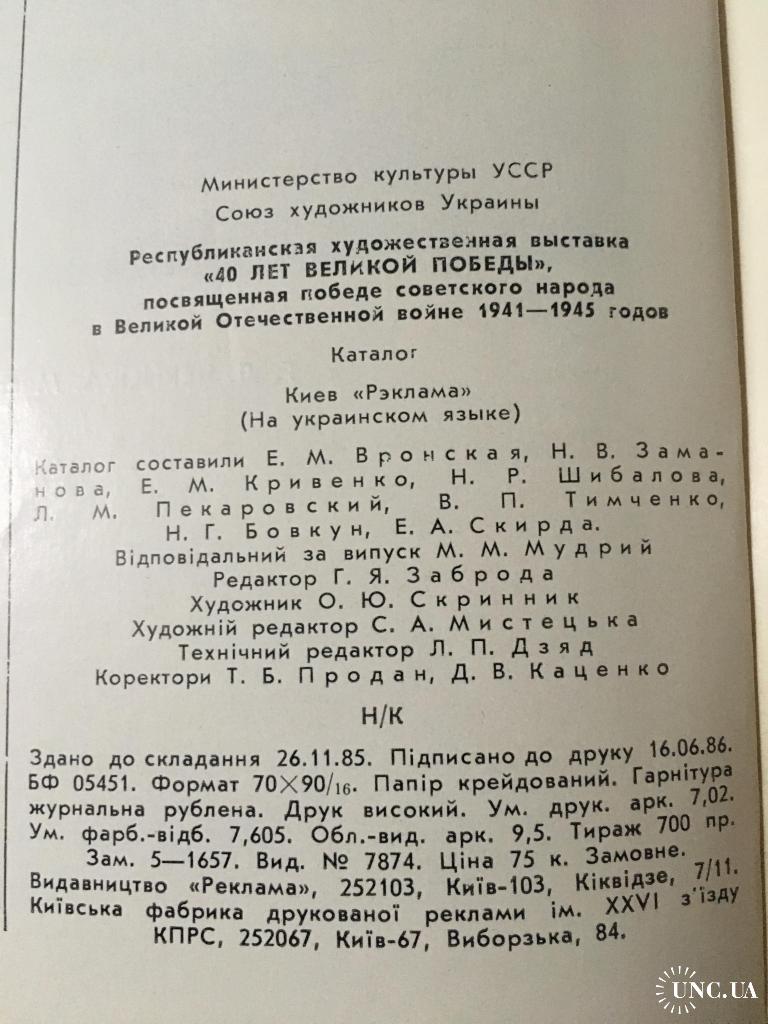 Министерство культуры УССР
Союз художников Украины
Республиканская художественная выставка
«40 ЛЕТ ВЕЛИКОЙ ПОБЕДЫ»,
посвященная победе советского народа
в Великой Отечественной войне 1941—1945 годов
Каталог
Киев «Рэклама»
(На украинском языке)
Каталог составили Е. М. Вронская, Н. В. Зама-
нова, Е. М. Кривенко, Н. Р. Шибалова,
Л. М. Пекаровский, В. П. Тимченко,
Н. Г. Бовкун, Е. А. Скирда.
Відповідальний за випуск М. М. Мудрий
Редактор Г. Я. Заброда
Художник О. Ю. Скринник
Художній редактор С. А. Мистецька
Технічний редактор Л. П. Дзяд
Коректори Т. Б. Продан, Д. В. Каценко
Н/К
Здано до складання 26.11.85. Підписано до друку 16.06.86.
БФ 05451. Формат 70×90/16. Папір крейдований. Гарнітура
журнальна рублена. Друк високий. Ум. друк. арк. 7,02.
Ум. фарб.-відб. 7,605. Обл.-вид. арк. 9,5. Тираж 700 пр.
Зам. 5—1657. Вид. № 7874. Ціна 75 к. Замовне.
Видавництво «Реклама», 252103, Київ-103, Кіквідзе, 7/11.
Київська фабрика друкованої реклами ім. XXVI з'їзду
КПРС, 252067, Київ-67, Виборзька, 84.
UNC.UA